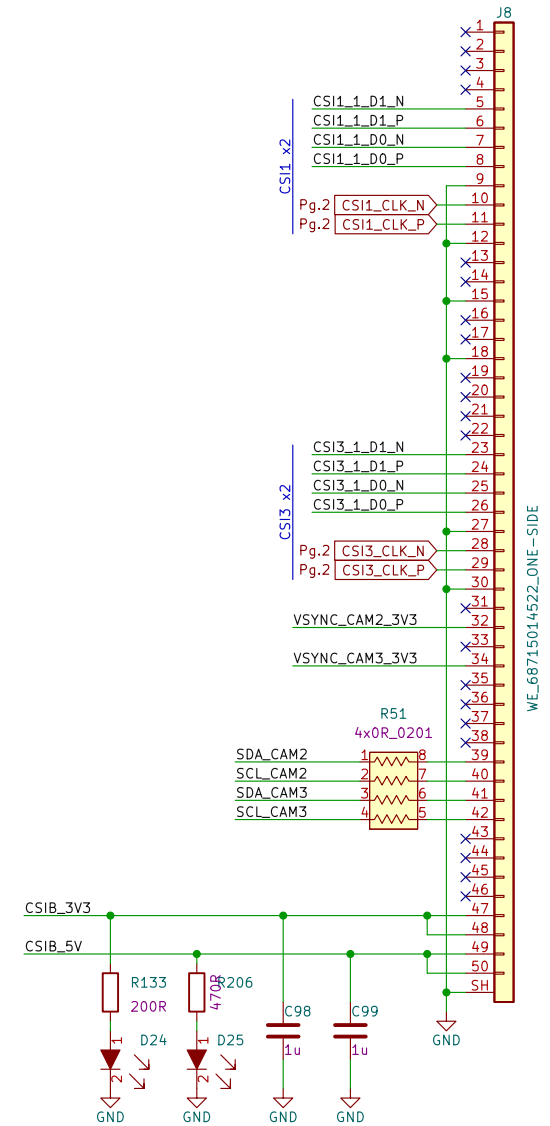 J8
1
2
3
4
CSI1_1_D1_N 5
CSI1_1_D1_P 6
CSI1_1_D0_N 7
CSI1_1_D0_P 8
CSI1 x2
9
Pg.2 CSI1_CLK_N 10
Pg.2 CSI1_CLK_P 11
12
13
14
15
16
17
18
19
20
21
22
CSI3_1_D1_N 23
CSI3_1_D1_P 24
CSI3_1_D0_N 25
CSI3_1_D0_P 26
CSI3 x2
27
Pg.2 CSI3_CLK_N 28
Pg.2 CSI3_CLK_P 29
30
31
VSYNC_CAM2_3V3 32
33
VSYNC_CAM3_3V3 34
35
36
37
38
WE_68715014522_ONE-SIDE
R51
4x0R_0201
SDA_CAM2 1 8 39
SCL_CAM2 2 7 40
SDA_CAM3 3 6 41
SCL_CAM3 4 5 42
43
44
45
46
CSIB_3V3 47
48
CSIB_5V 49
50
SH
R133
200R
R206
470R
C98
1u
C99
1u
D24
1
2
D25
1
2
GND
GND
GND
GND
GND